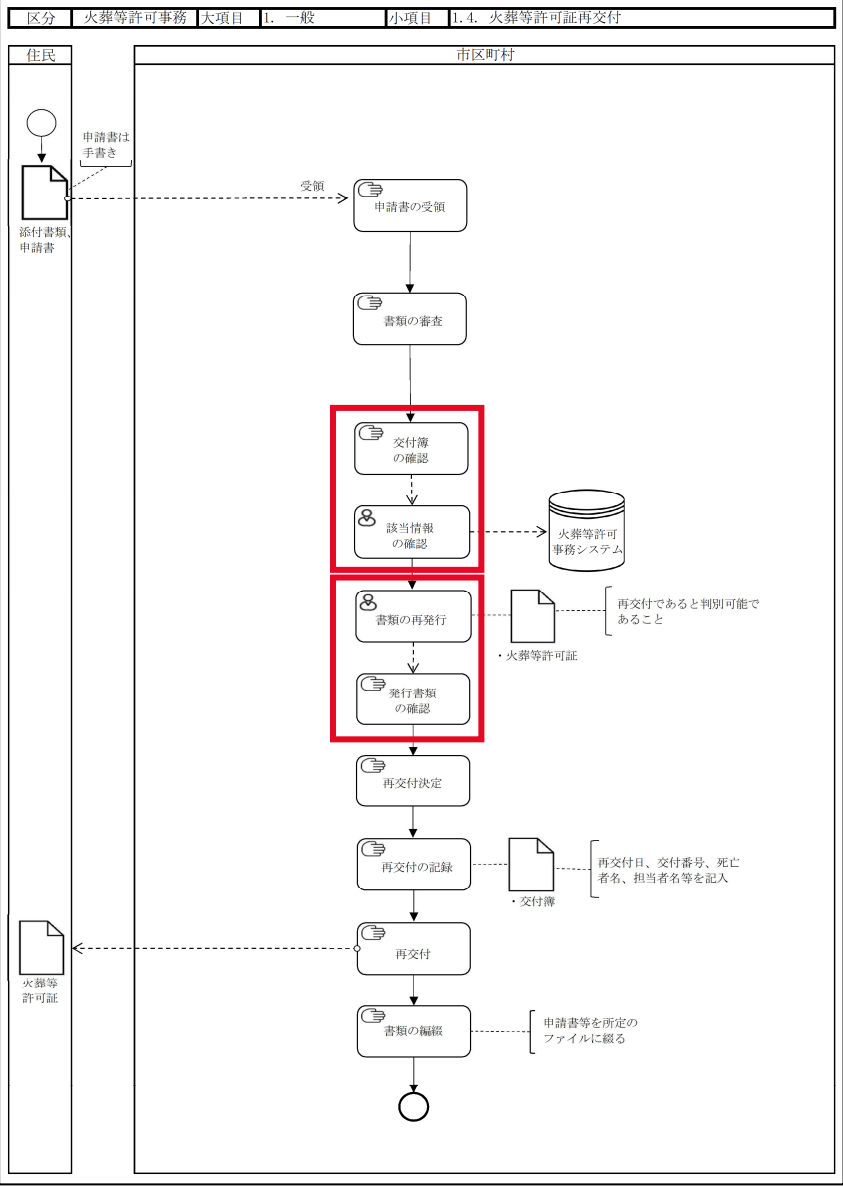 区分 火葬等許可事務 大項目 1. 一般 小項目 1.4. 火葬等許可証再交付
住民 市区町村
申請書は
手書き
受領
申請書の受領
添付書類、
申請書
書類の審査
交付簿
の確認
該当情報
の確認
火葬等許可
事務システム
書類の再発行
再交付であると判別可能で
あること
・火葬等許可証
発行書類
の確認
再交付決定
再交付の記録
再交付日、交付番号、死亡
者名、担当者名等を記入
・交付簿
再交付
火葬等
許可証
書類の編綴
申請書等を所定の
ファイルに綴る